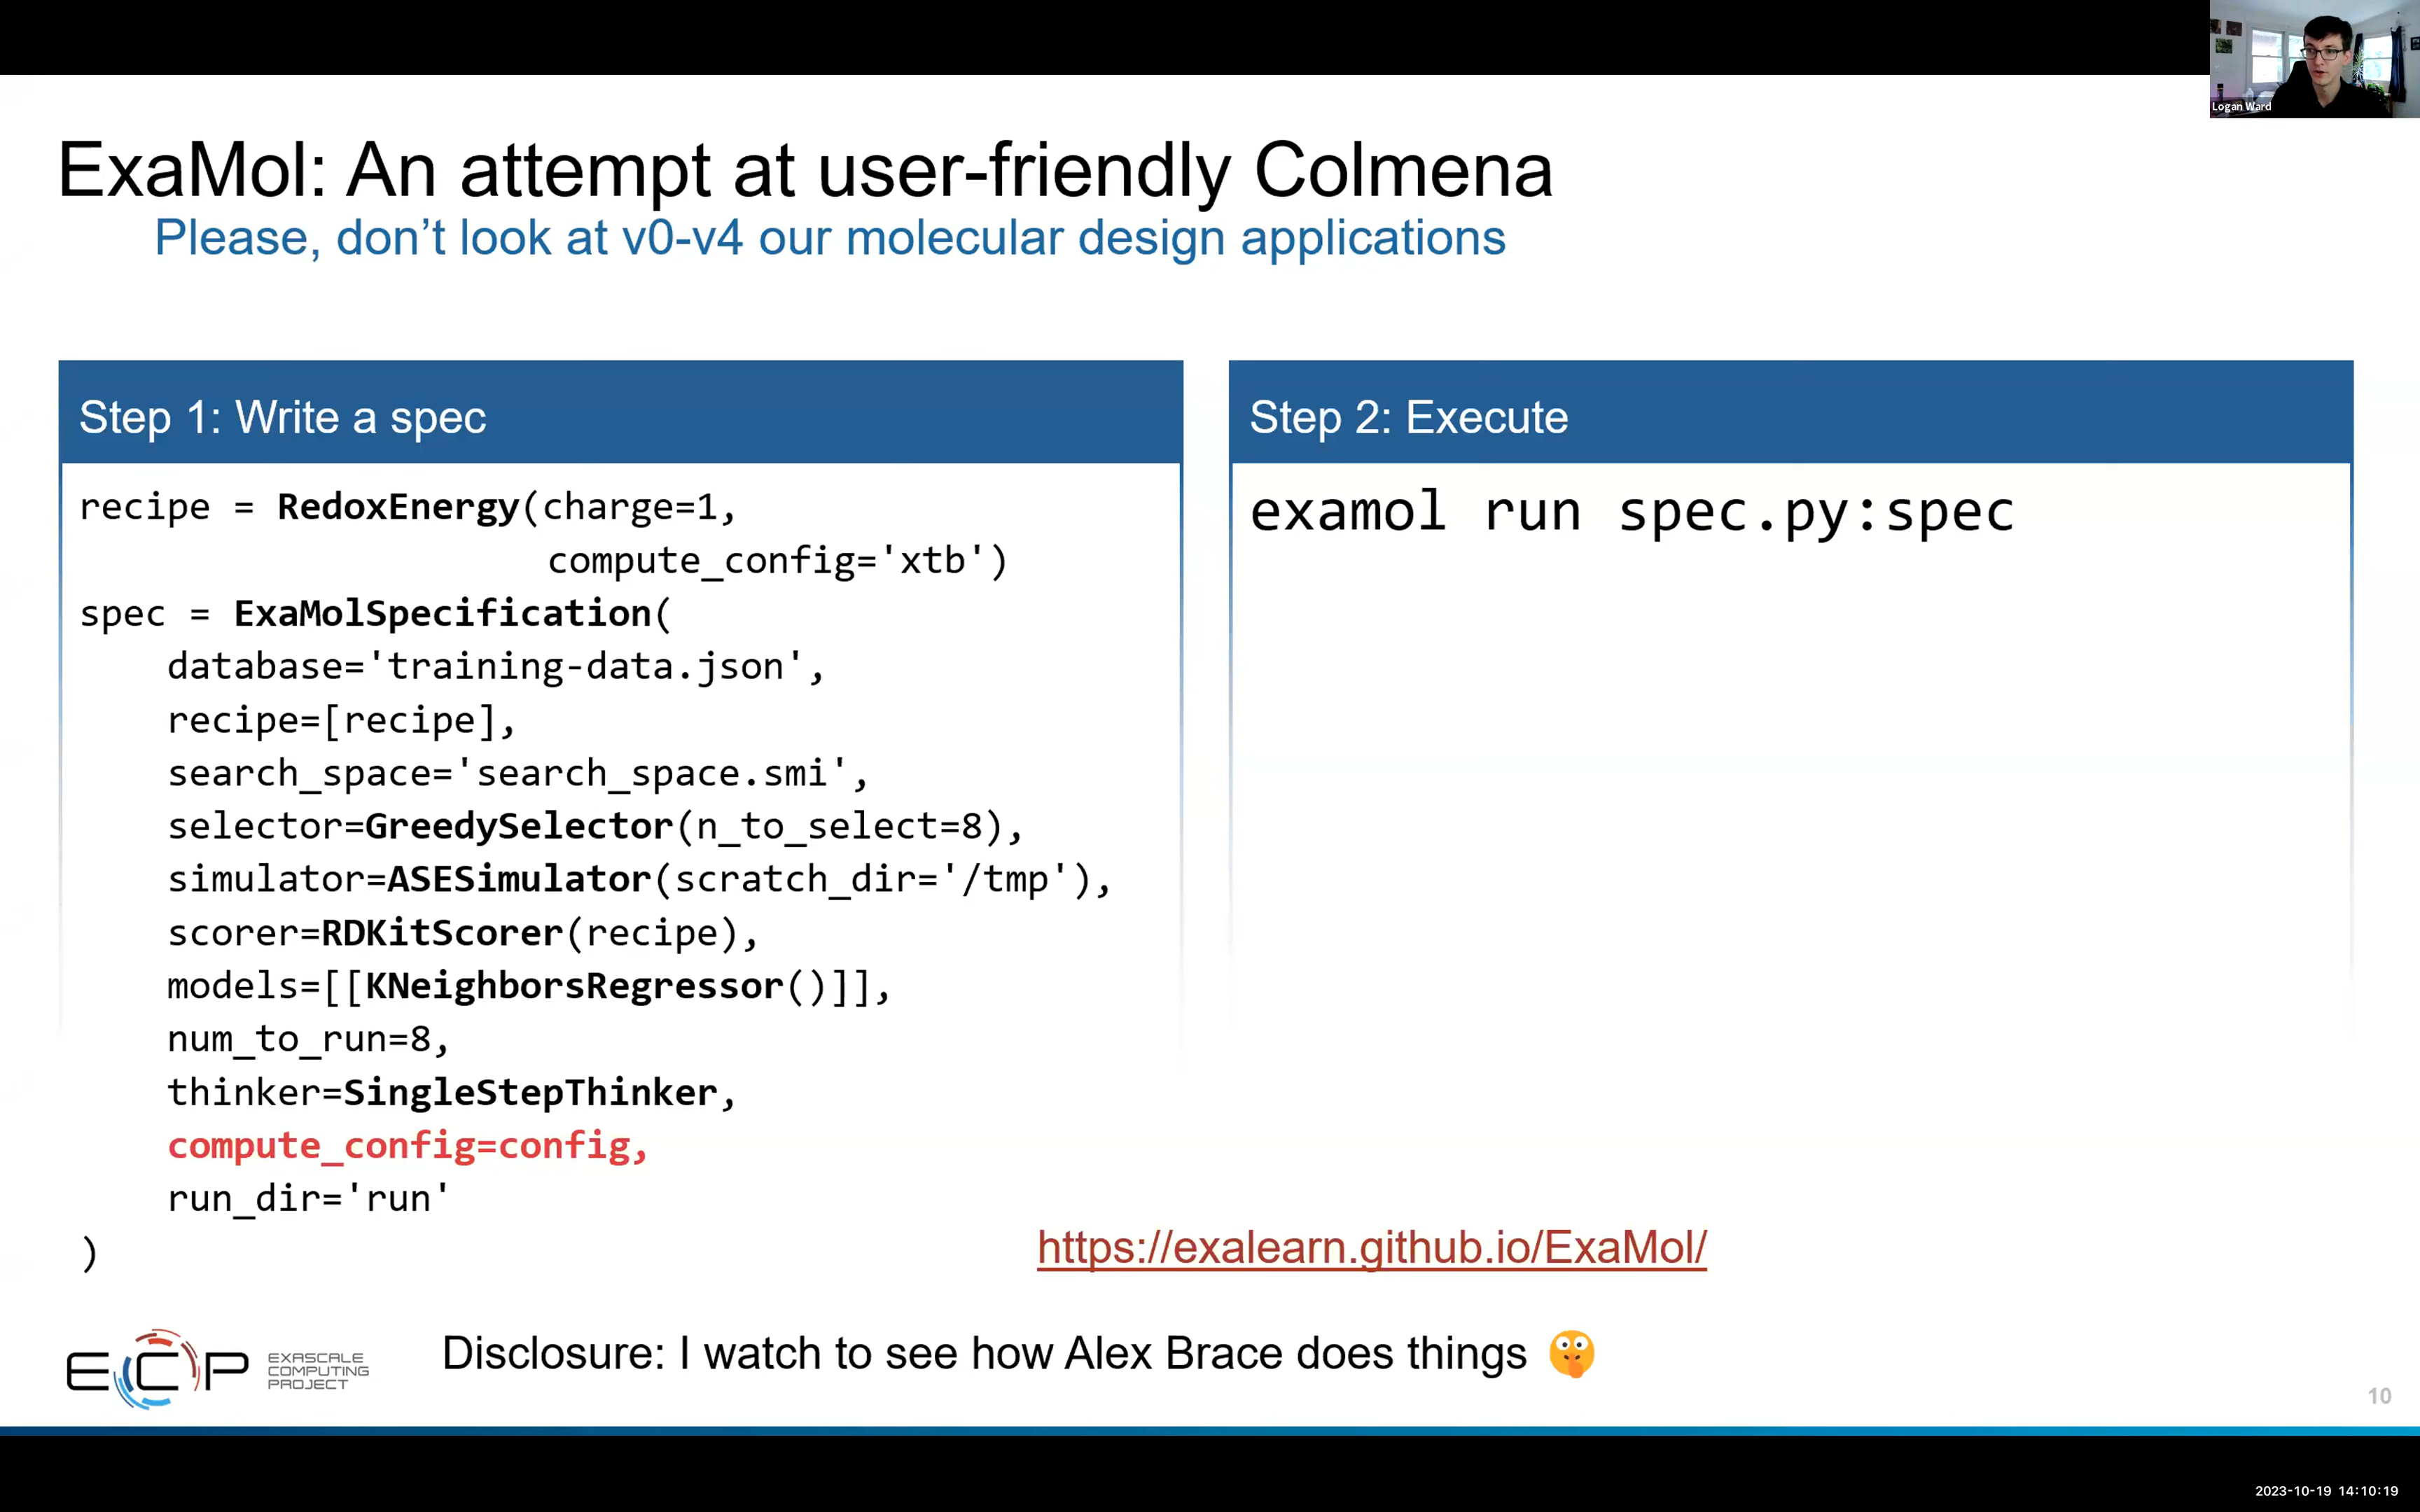 Logan Ward
ExaMol: An attempt at user-friendly Colmena
Please, don’t look at v0-v4 our molecular design applications
Step 1: Write a spec
recipe = RedoxEnergy(charge=1,
compute_config='xtb')
spec = ExaMolSpecification(
database='training-data.json',
recipe=[recipe],
search_space='search_space.smi',
selector=GreedySelector(n_to_select=8),
simulator=ASESimulator(scratch_dir='/tmp'),
scorer=RDKitScorer(recipe),
models=[[KNeighborsRegressor()]],
num_to_run=8,
thinker=SingleStepThinker,
compute_config=config,
run_dir='run'
)
Step 2: Execute
examol run spec.py:spec
https://exalearn.github.io/ExaMol/
ECP
EXASCALE
COMPUTING
PROJECT
Disclosure: I watch to see how Alex Brace does things 🤫
10
2023-10-19 14:10:19